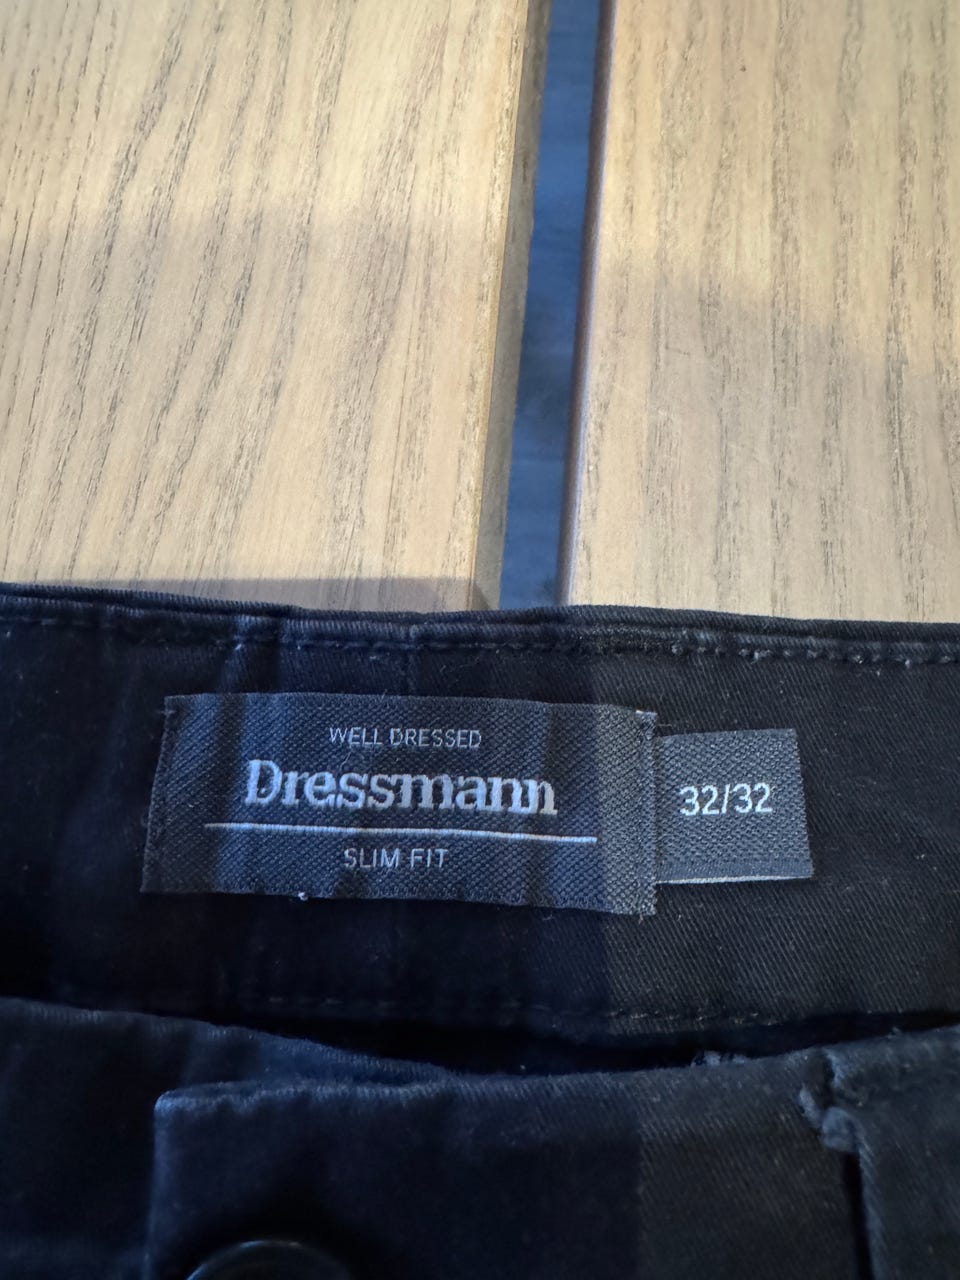 WELL DRESSED
Dressmann
SLIM FIT
32/32